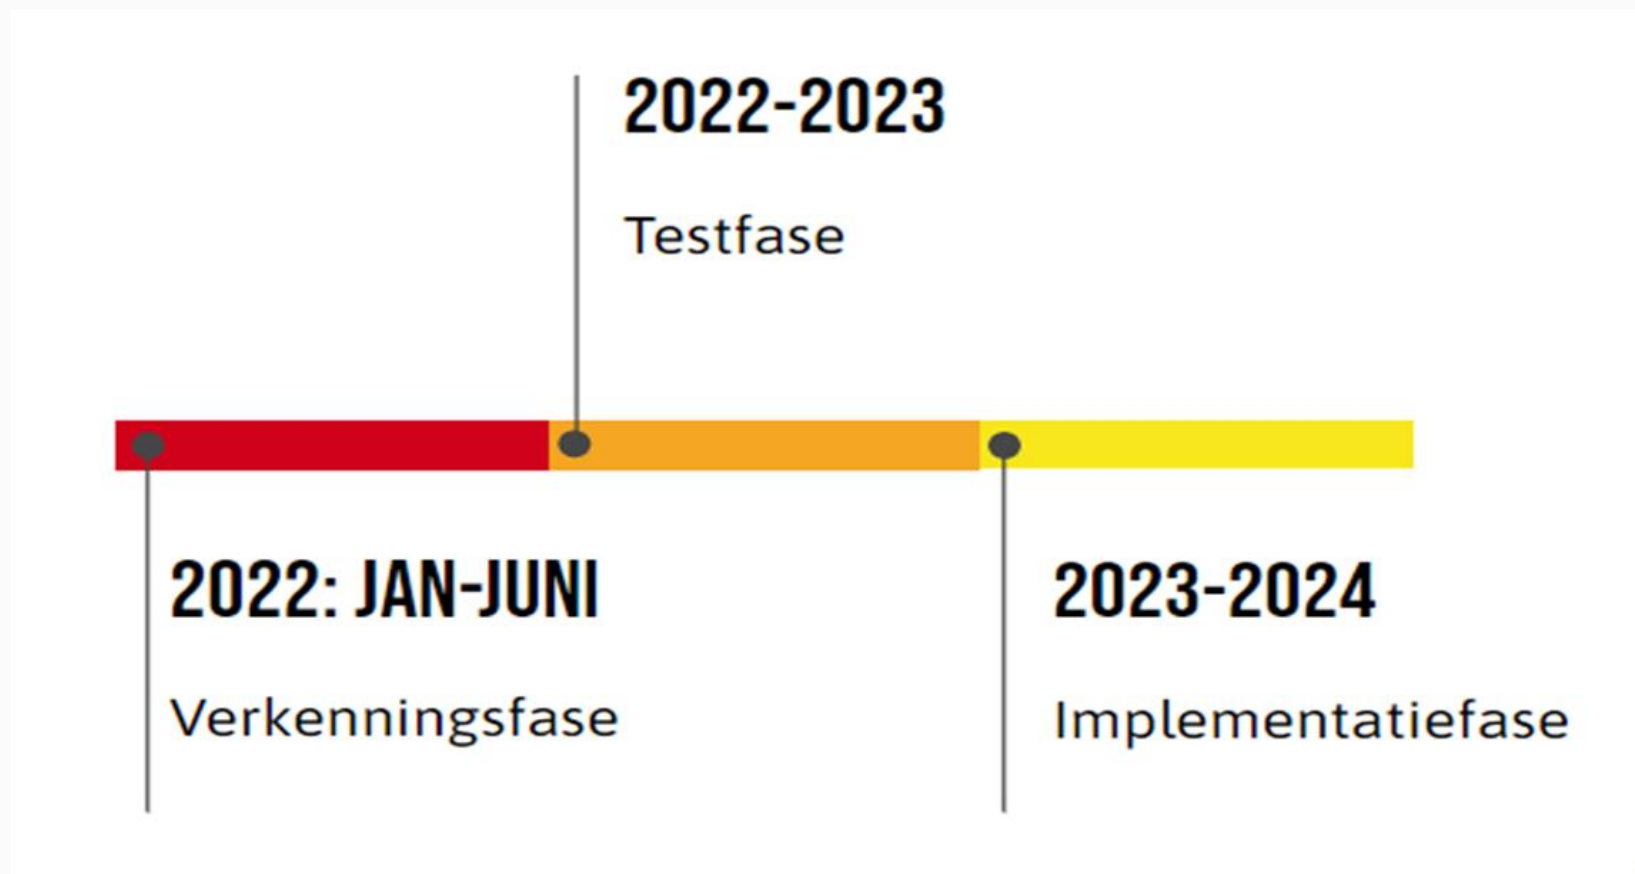 2022-2023
Testfase
2022: JAN-JUNI
Verkenningsfase
2023-2024
Implementatiefase